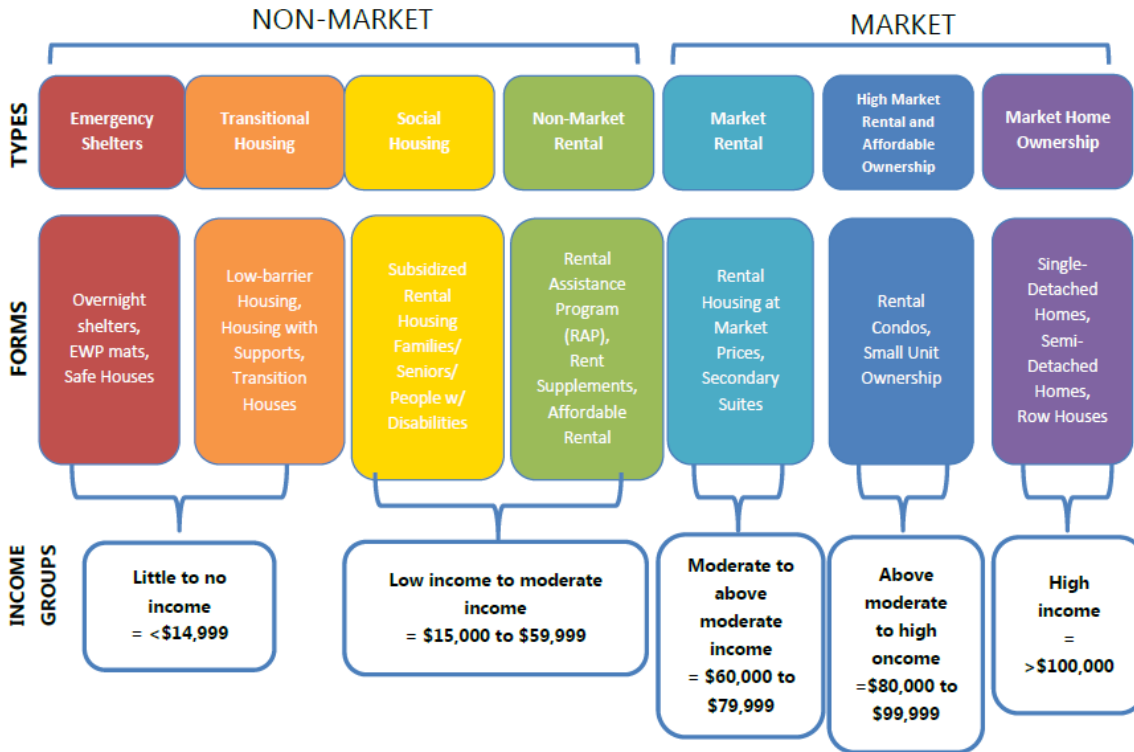 NON-MARKET
MARKET
TYPES
Emergency
Shelters
Transitional
Housing
Social
Housing
Non-Market
Rental
Market
Rental
High Market
Rental and
Affordable
Ownership
Market Home
Ownership
FORMS
Overnight
shelters,
EWP mats,
Safe Houses
Low-barrier
Housing,
Housing with
Supports,
Transition
Houses
Subsidized
Rental
Housing
Families/
Seniors/
People w/
Disabilities
Rental
Assistance
Program
(RAP),
Rent
Supplements,
Affordable
Rental
Rental
Housing at
Market
Prices,
Secondary
Suites
Rental
Condos,
Small Unit
Ownership
Single-
Detached
Homes,
Semi-
Detached
Homes,
Row Houses
INCOME
GROUPS
Little to no
income
= <$14,999
Low income to moderate
income
= $15,000 to $59,999
Moderate to
above
moderate
income
= $60,000 to
$79,999
Above
moderate
to high
oncome
=$80,000 to
$99,999
High
income
=
>$100,000